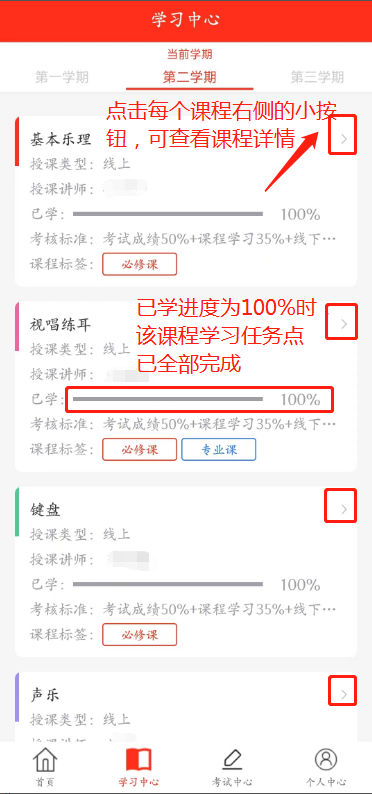 学习中心
当前学期
第一学期
第二学期
第三学期
点击每个课程右侧的小按
钮，可查看课程详情
基本乐理
授课类型：线上
授课讲师：
已学：
100%
考核标准：考试成绩50%+课程学习35%+线下…
课程标签：
必修课
已学进度为100%时
该课程学习任务点
已全部完成
视唱练耳
授课类型：线上
授课讲师：
已学：
100%
考核标准：考试成绩50%+课程学习35%+线下…
课程标签：
必修课
专业课
键盘
授课类型：线上
授课讲师：
已学：
100%
考核标准：考试成绩50%+课程学习35%+线下…
课程标签：
必修课
声乐
授课类型：线上
授课讲师：
首页
学习中心
考试中心
个人中心